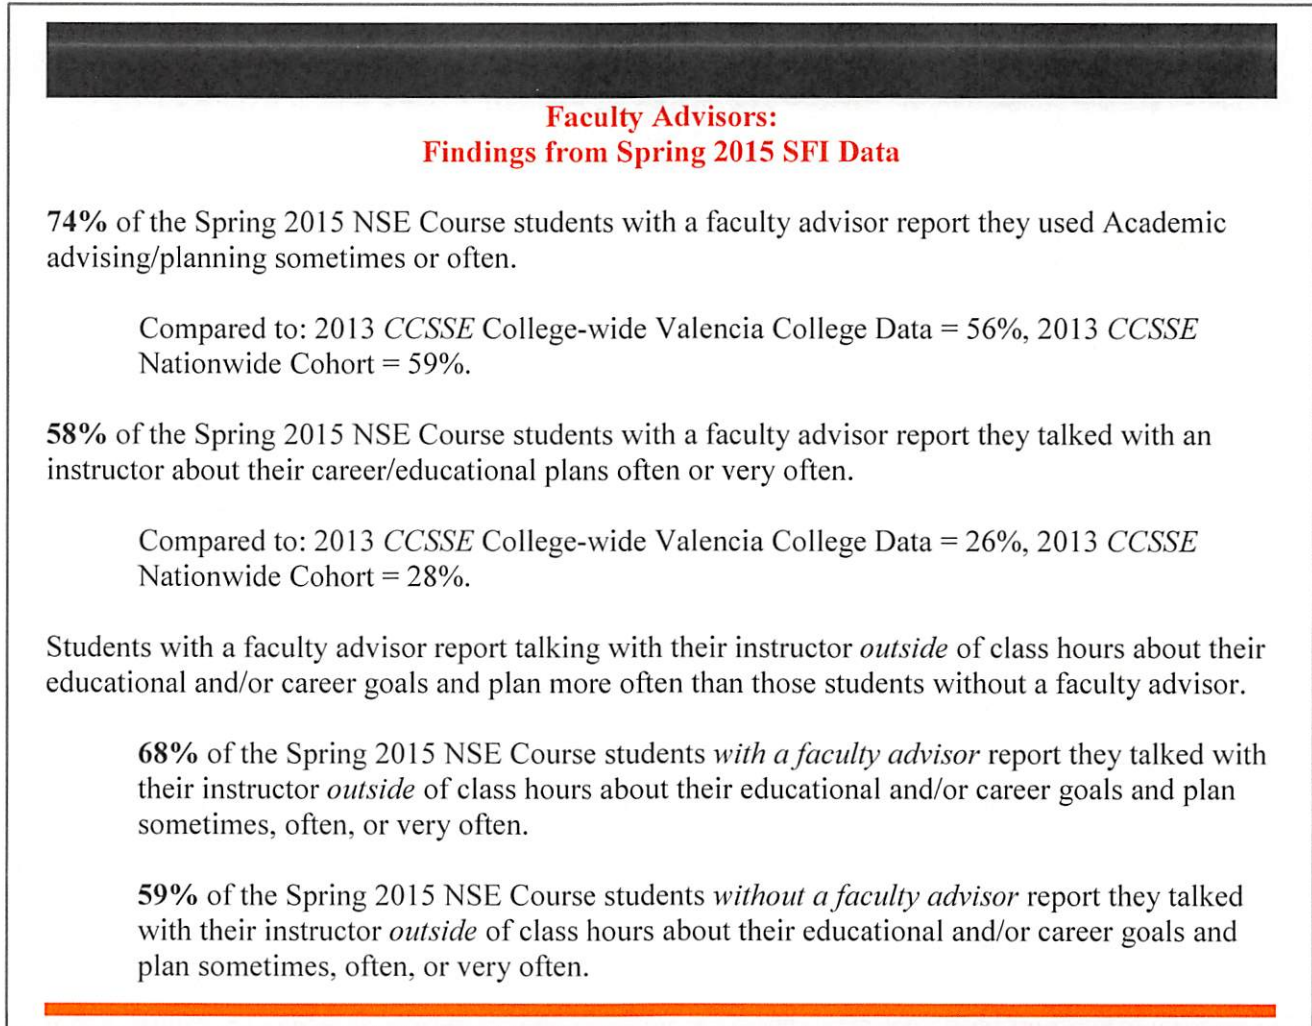 Faculty Advisors:
Findings from Spring 2015 SFI Data
74% of the Spring 2015 NSE Course students with a faculty advisor report they used Academic
advising/planning sometimes or often.
Compared to: 2013 CCSSE College-wide Valencia College Data = 56%, 2013 CCSSE
Nationwide Cohort = 59%.
58% of the Spring 2015 NSE Course students with a faculty advisor report they talked with an
instructor about their career/educational plans often or very often.
Compared to: 2013 CCSSE College-wide Valencia College Data = 26%, 2013 CCSSE
Nationwide Cohort = 28%.
Students with a faculty advisor report talking with their instructor outside of class hours about their
educational and/or career goals and plan more often than those students without a faculty advisor.
68% of the Spring 2015 NSE Course students with a faculty advisor report they talked with
their instructor outside of class hours about their educational and/or career goals and plan
sometimes, often, or very often.
59% of the Spring 2015 NSE Course students without a faculty advisor report they talked
with their instructor outside of class hours about their educational and/or career goals and
plan sometimes, often, or very often.